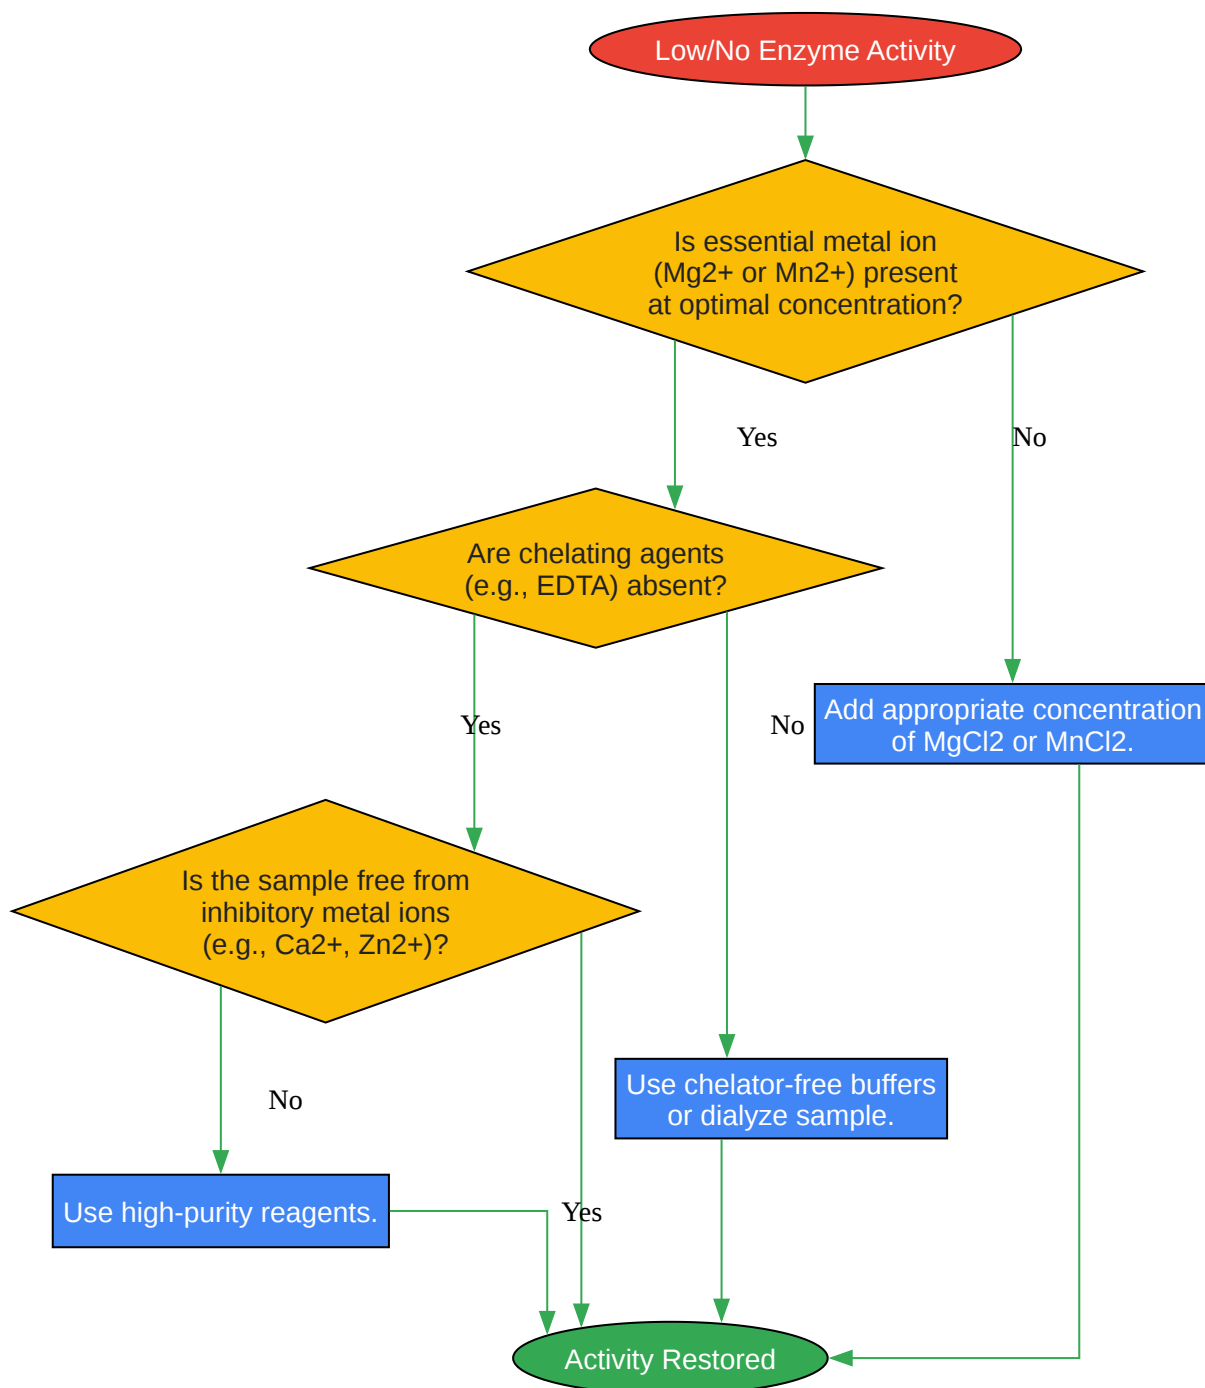 Low/No Enzyme Activity
Is essential metal ion
(Mg2+ or Mn2+) present
at optimal concentration?
Yes
No
Are chelating agents
(e.g., EDTA) absent?
Yes
No
Add appropriate concentration
of MgCl2 or MnCl2.
Is the sample free from
inhibitory metal ions
(e.g., Ca2+, Zn2+)?
No
Use chelator-free buffers
or dialyze sample.
Use high-purity reagents.
Yes
Activity Restored